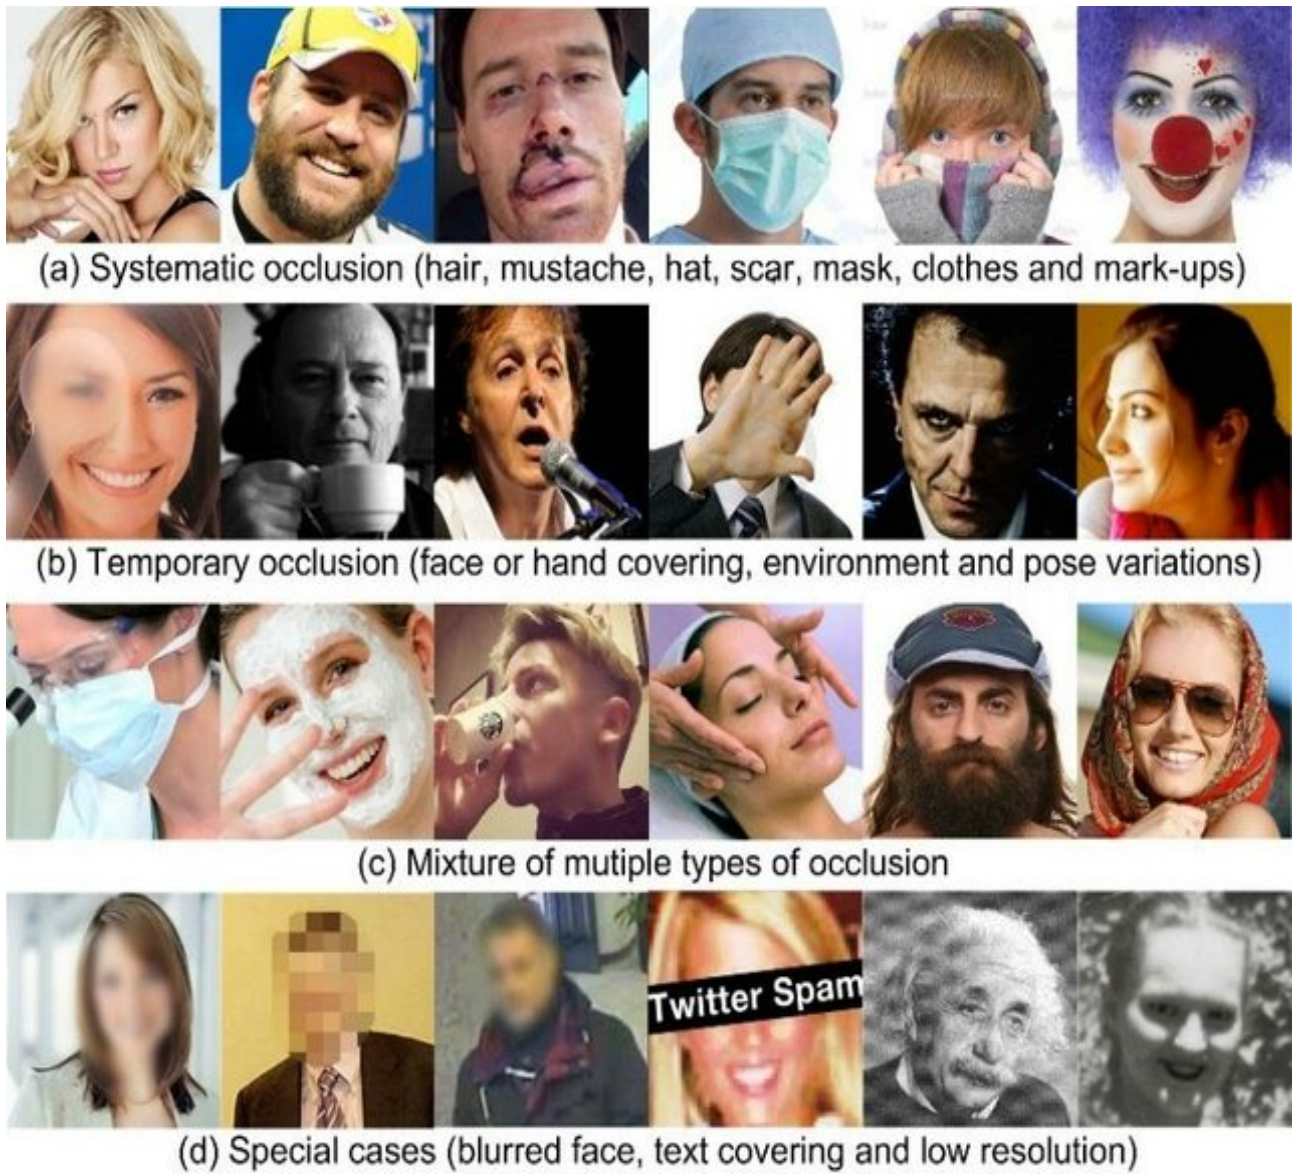 (a) Systematic occlusion (hair, mustache, hat, scar, mask, clothes and mark-ups)
(b) Temporary occlusion (face or hand covering, environment and pose variations)
(c) Mixture of mutiple types of occlusion
Twitter Spam
(d) Special cases (blurred face, text covering and low resolution)